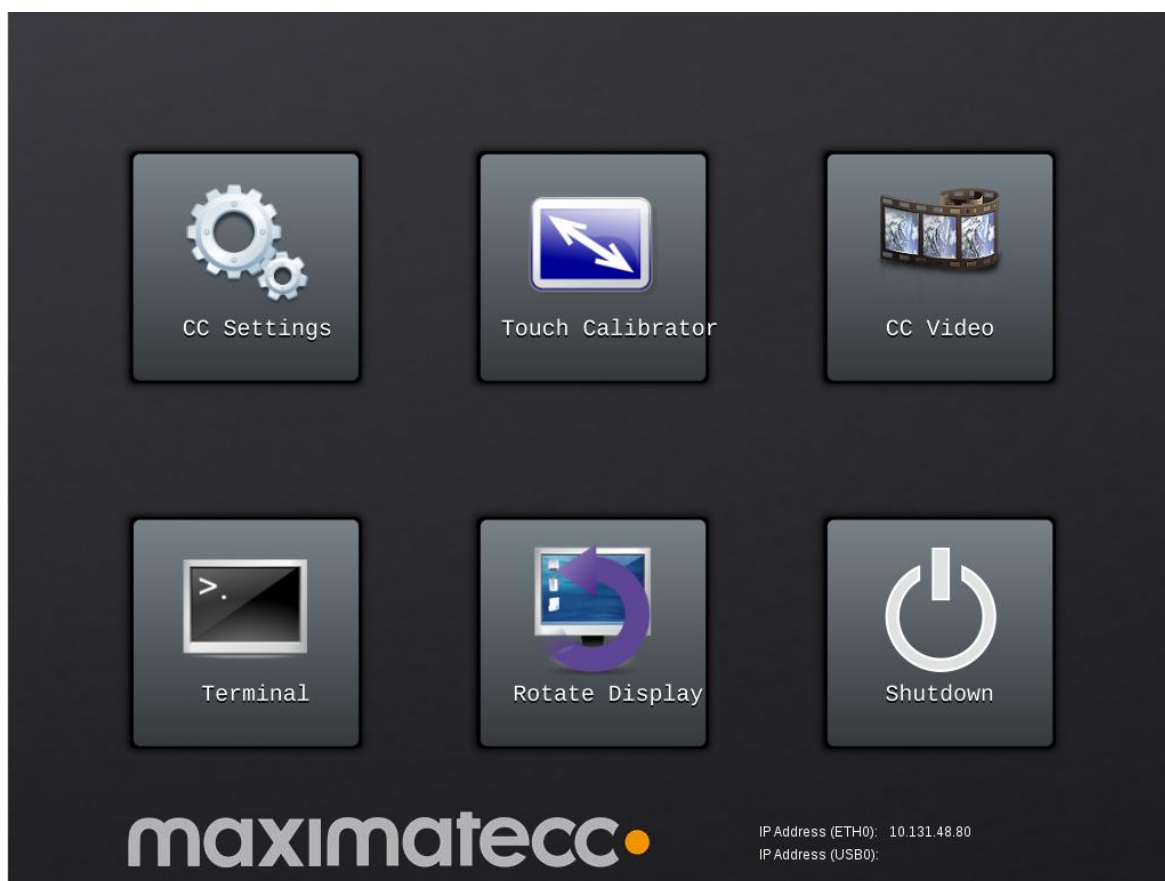 CC Settings
Touch Calibrator
CC Video
>.
Terminal
Rotate Display
Shutdown
maximatecc
IP Address (ETH0): 10.131.48.80
IP Address (USB0):